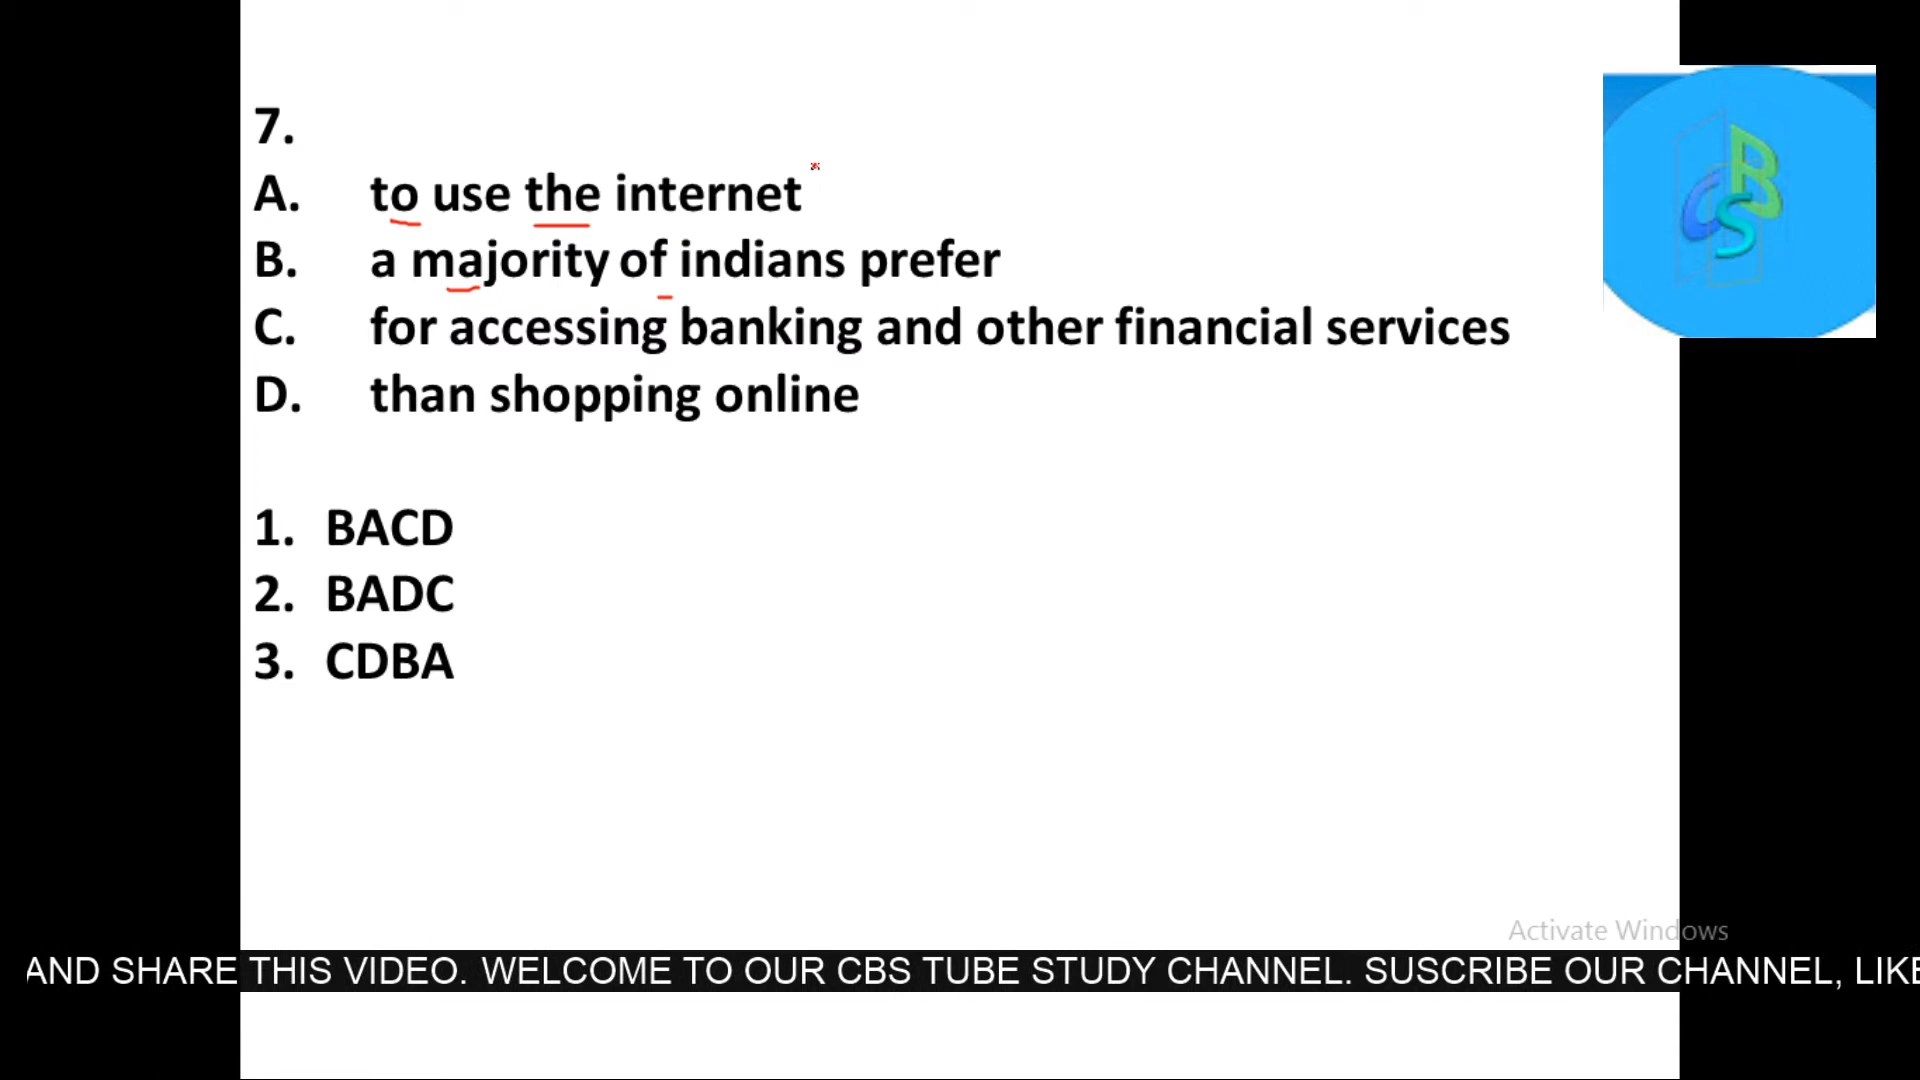 7.
A. to use the internet
B. a majority of indians prefer
C. for accessing banking and other financial services
D. than shopping online
1. BACD
2. BADC
3. CDBA
CBS
Activate Windows
AND SHARE THIS VIDEO. WELCOME TO OUR CBS TUBE STUDY CHANNEL. SUSCRIBE OUR CHANNEL, LIKE